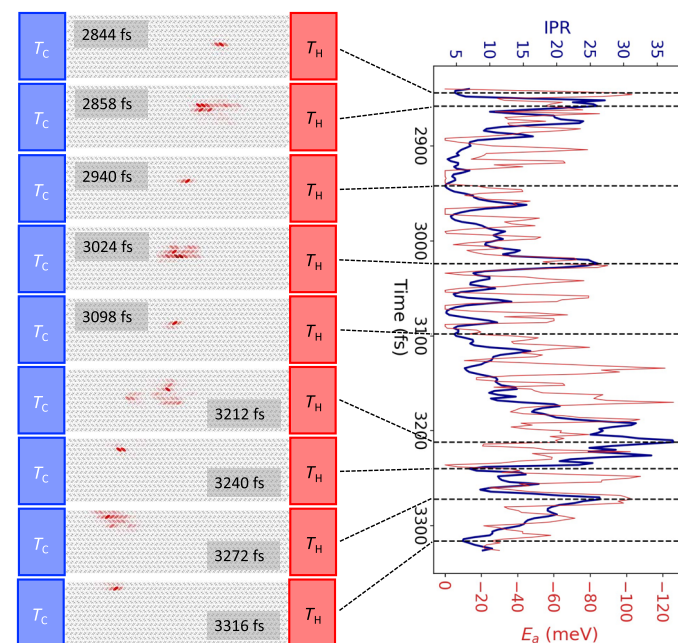 T_C 2844 fs T_H
T_C 2858 fs T_H
T_C 2940 fs T_H
T_C 3024 fs T_H
T_C 3098 fs T_H
T_C 3212 fs T_H
T_C 3240 fs T_H
T_C 3272 fs T_H
T_C 3316 fs T_H
IPR
5 10 15 20 25 30 35
2900
3000
3100
3200
3300
Time (fs)
0 −20 −40 −60 −80 −100 −120
E_a (meV)